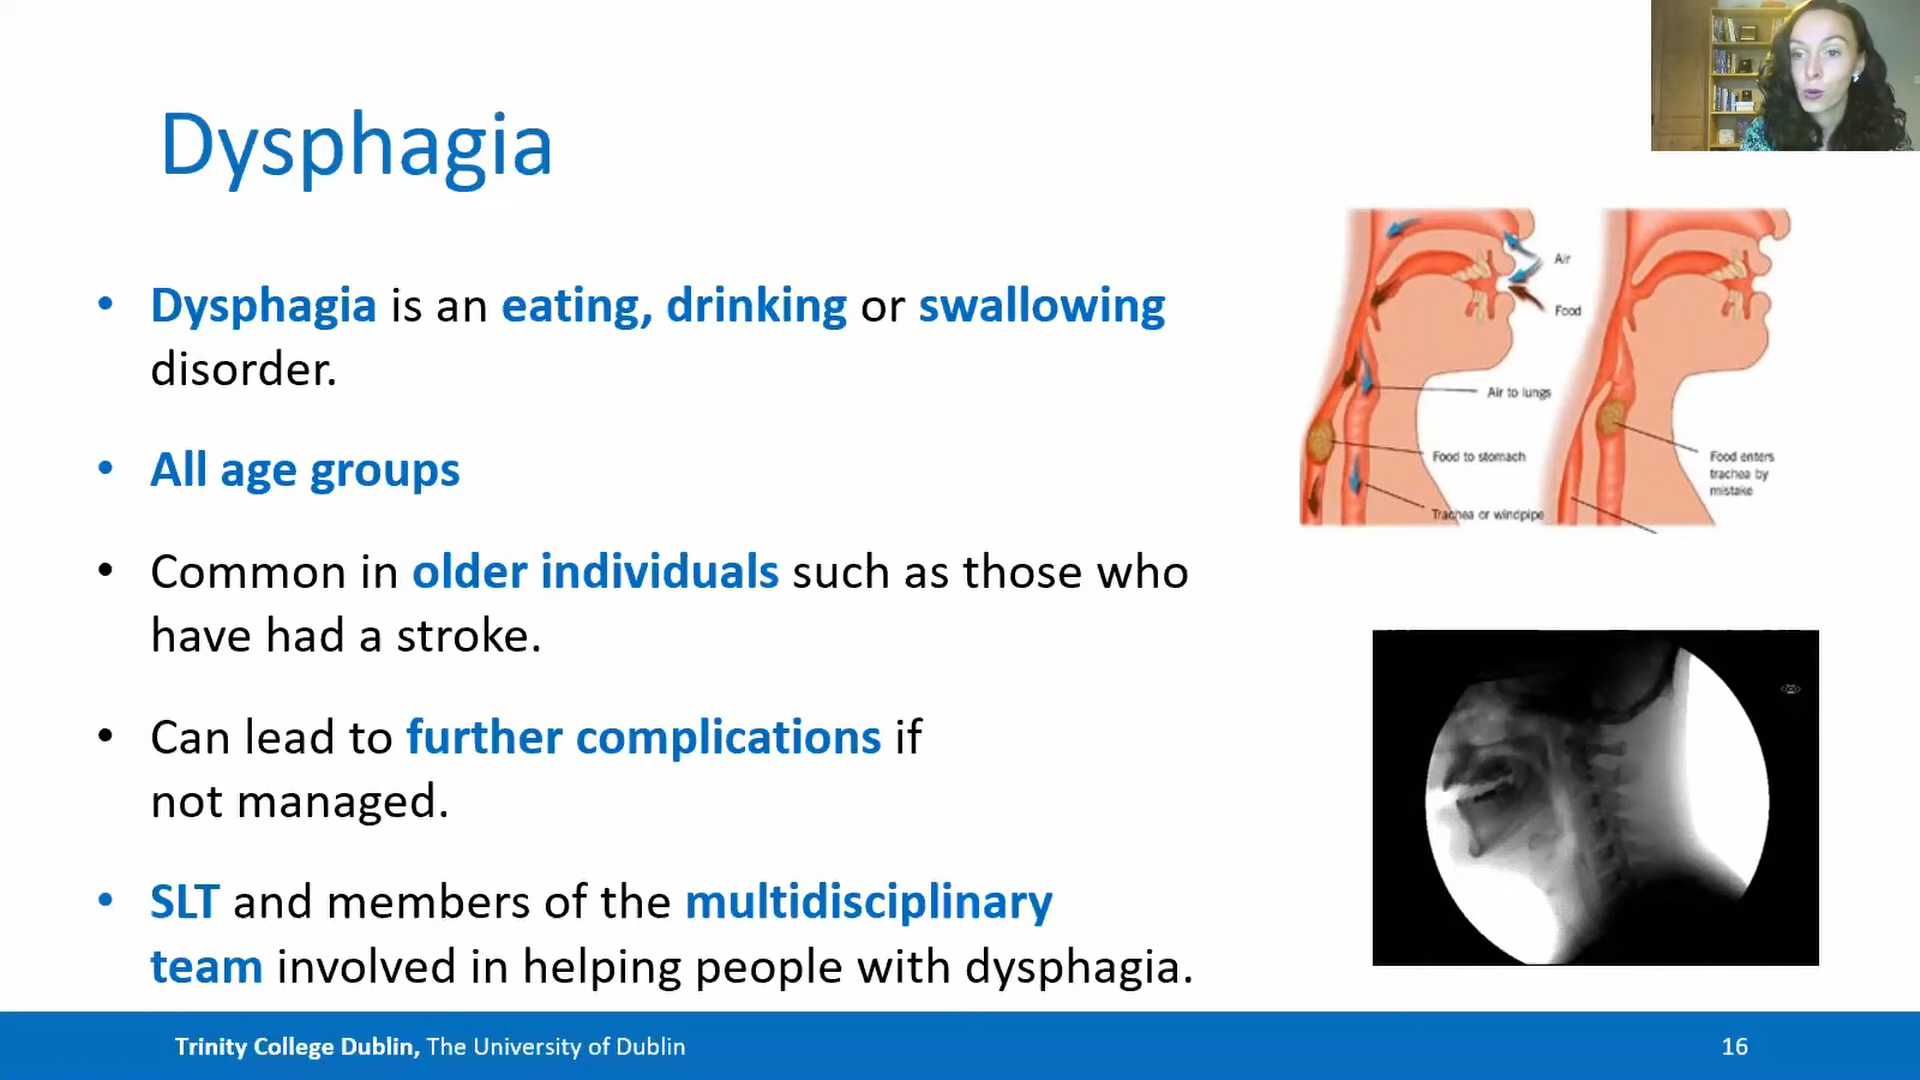 Dysphagia
• Dysphagia is an eating, drinking or swallowing
disorder.
• All age groups
• Common in older individuals such as those who
have had a stroke.
• Can lead to further complications if
not managed.
• SLT and members of the multidisciplinary
team involved in helping people with dysphagia.
Air
Food
Air to lungs
Food to stomach
Trachea or windpipe
Food enters
trachea by
mistake
Trinity College Dublin, The University of Dublin
16